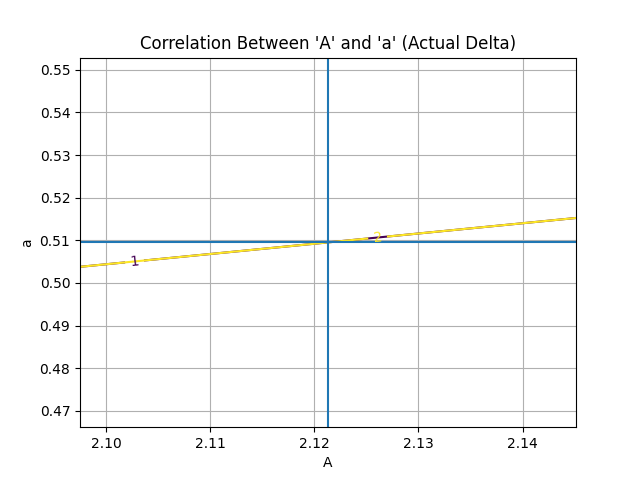 Correlation Between 'A' and 'a' (Actual Delta)
0.55
0.54
0.53
0.52
0.51
0.50
0.49
0.48
0.47
a
1
2
2.10 2.11 2.12 2.13 2.14
A